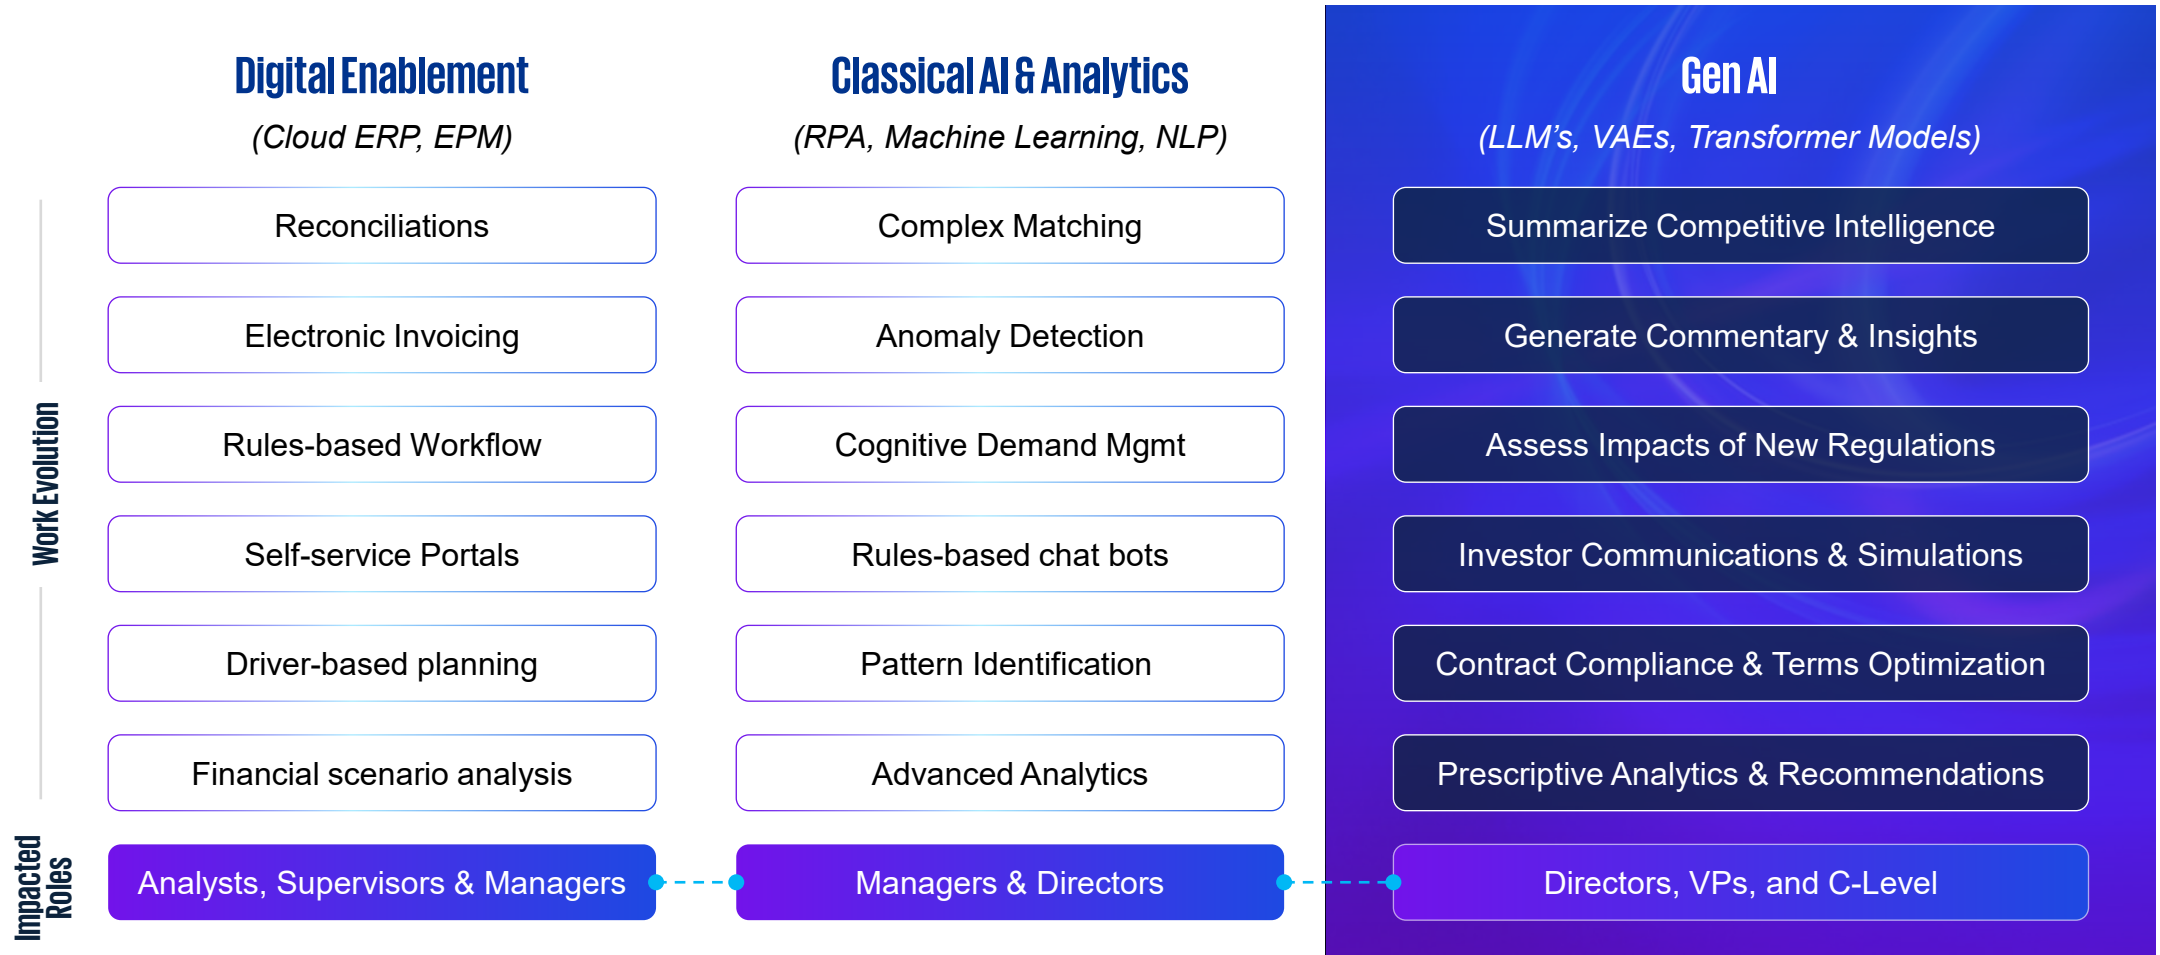 Digital Enablement
(Cloud ERP, EPM)
Reconciliations
Electronic Invoicing
Rules-based Workflow
Self-service Portals
Driver-based planning
Financial scenario analysis
Analysts, Supervisors & Managers
Classical AI & Analytics
(RPA, Machine Learning, NLP)
Complex Matching
Anomaly Detection
Cognitive Demand Mgmt
Rules-based chat bots
Pattern Identification
Advanced Analytics
Managers & Directors
Gen AI
(LLM’s, VAEs, Transformer Models)
Summarize Competitive Intelligence
Generate Commentary & Insights
Assess Impacts of New Regulations
Investor Communications & Simulations
Contract Compliance & Terms Optimization
Prescriptive Analytics & Recommendations
Directors, VPs, and C-Level
Work Evolution
Impacted
Roles